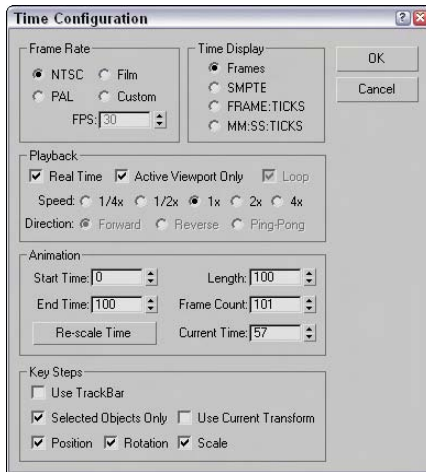 Time Configuration
Frame Rate
NTSC Film
PAL Custom
FPS: 30
Time Display
Frames
SMPTE
FRAME:TICKS
MM:SS:TICKS
OK
Cancel
Playback
Real Time Active Viewport Only Loop
Speed: 1/4x 1/2x 1x 2x 4x
Direction: Forward Reverse Ping-Pong
Animation
Start Time: 0 Length: 100
End Time: 100 Frame Count: 101
Re-scale Time Current Time: 57
Key Steps
Use TrackBar
Selected Objects Only Use Current Transform
Position Rotation Scale